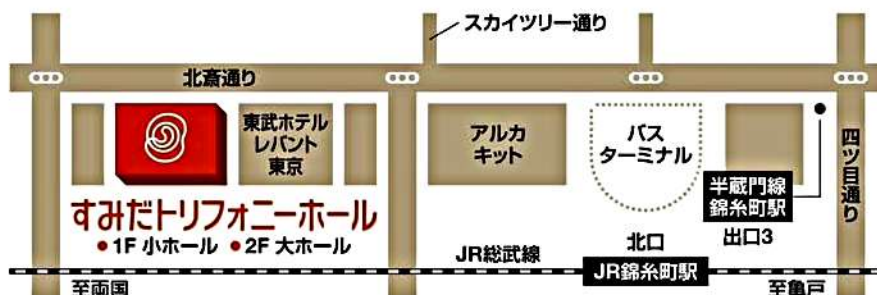 スカイツリー通り
北斎通り
東武ホテル
レバント
東京
アルカ
キット
バス
ターミナル
四ツ目通り
半蔵門線
錦糸町駅
出口3
すみだトリフォニーホール
●1F 小ホール ●2F 大ホール
JR総武線
北口
JR錦糸町駅
至両国
至亀戸